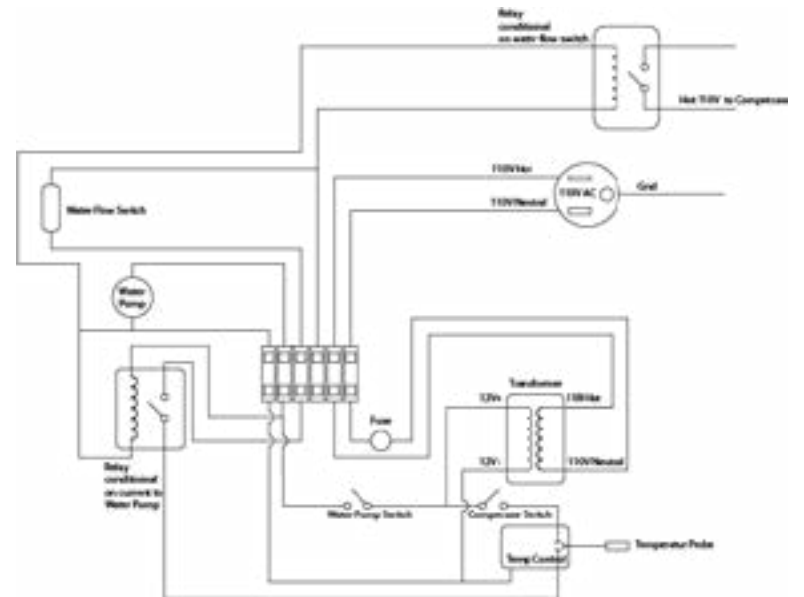 Relay
conditional
on water flow switch
Hot 110V to Compressor
110V Hot
110V AC
Gnd
110V Neutral
Water Flow Switch
Water
Pump
Transformer
12V+
110V Hot
Fuse
12V-
110V Neutral
Relay
conditional
on current to
Water Pump
Water Pump Switch
Compressor Switch
Temp Control
Temperatur Probe